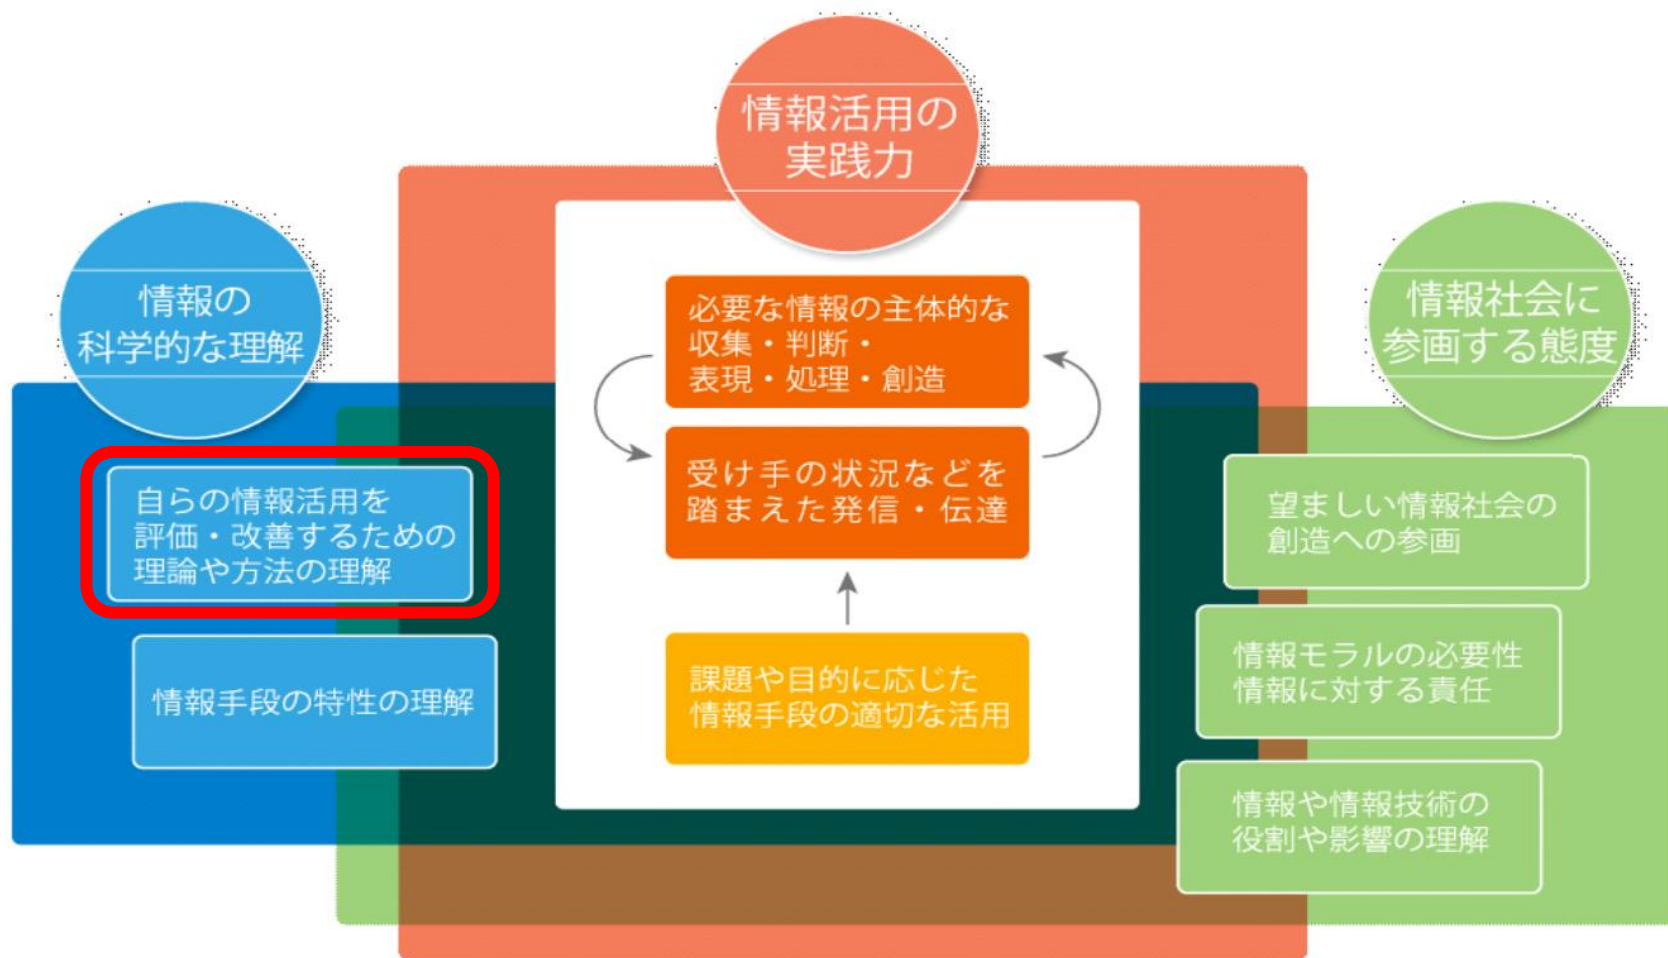 情報活用の
実践力
情報の
科学的な理解
自らの情報活用を
評価・改善するための
理論や方法の理解
情報手段の特性の理解
必要な情報の主体的な
収集・判断・
表現・処理・創造
受け手の状況などを
踏まえた発信・伝達
課題や目的に応じた
情報手段の適切な活用
情報社会に
参画する態度
望ましい情報社会の
創造への参画
情報モラルの必要性
情報に対する責任
情報や情報技術の
役割や影響の理解